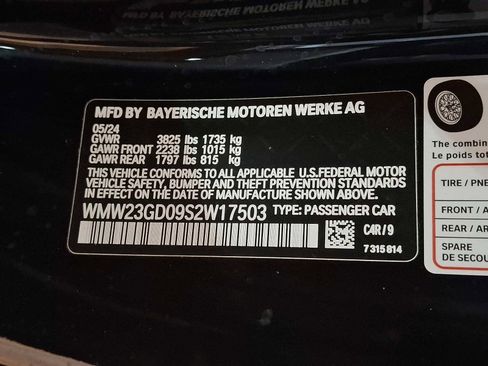 MFD BY BAYERISCHE MOTOREN WERKE AG
05/24
GVWR 3825 lbs 1735 kg
GAWR FRONT 2238 lbs 1015 kg
GAWR REAR 1797 lbs 815 kg
THIS VEHICLE CONFORMS TO ALL APPLICABLE U.S.FEDERAL MOTOR
VEHICLE SAFETY, BUMPER AND THEFT PREVENTION STANDARDS
IN EFFECT ON THE DATE OF MANUFACTURE SHOWN ABOVE.
WMW23GD09S2W17503 TYPE: PASSENGER CAR
C4R/9
7315814
The combin
Le poids tot
TIRE / PNE
FRONT / A
REAR / AR
SPARE
DE SECOU